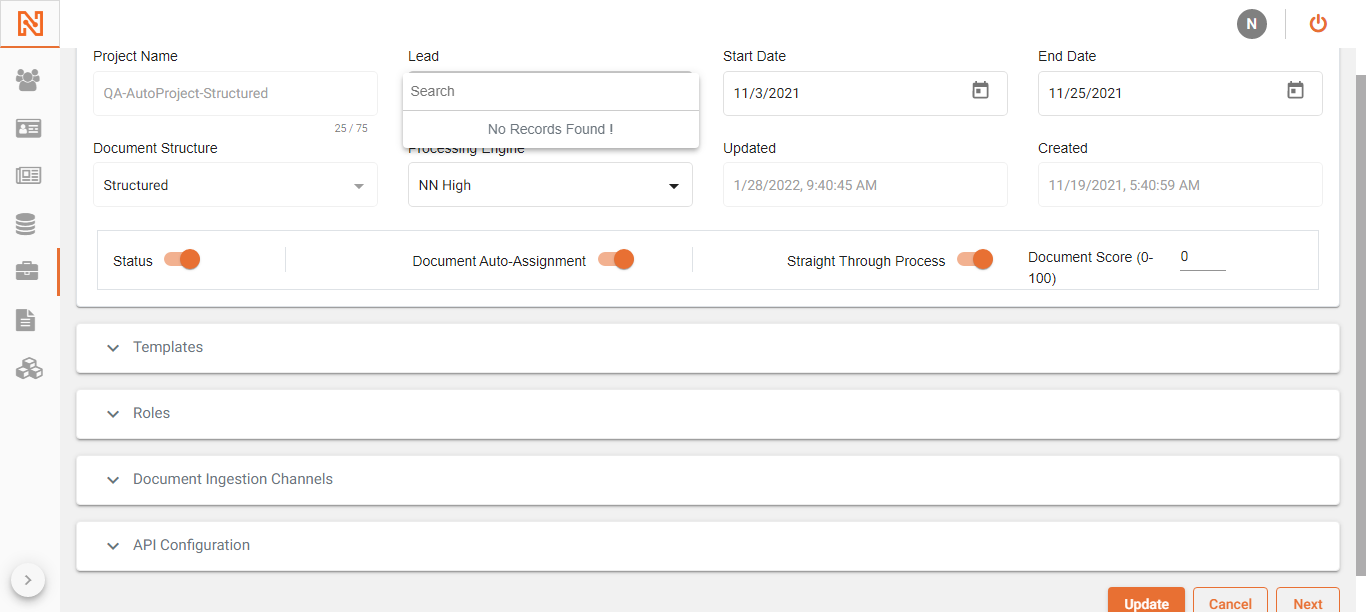 N
Project Name
Lead
Start Date
End Date
QA-AutoProject-Structured
Search
11/3/2021
11/25/2021
25 / 75
No Records Found !
Document Structure
Processing Engine
Updated
Created
Structured
NN High
1/28/2022, 9:40:45 AM
11/19/2021, 5:40:59 AM
Status
Document Auto-Assignment
Straight Through Process
Document Score (0-
100)
0
Templates
Roles
Document Ingestion Channels
API Configuration
Update
Cancel
Next